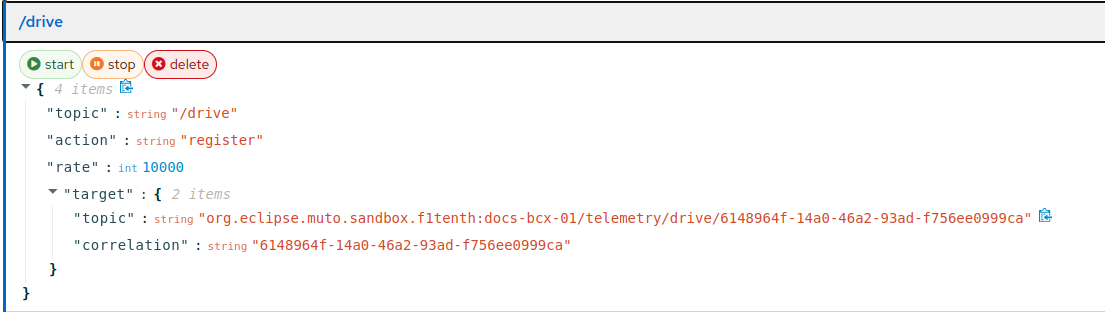 /drive
start stop delete
{ 4 items
"topic" : string "/drive"
"action" : string "register"
"rate" : int 10000
"target" : { 2 items
"topic" : string "org.eclipse.muto.sandbox.f1tenth:docs-bcx-01/telemetry/drive/6148964f-14a0-46a2-93ad-f756ee0999ca"
"correlation" : string "6148964f-14a0-46a2-93ad-f756ee0999ca"
}
}